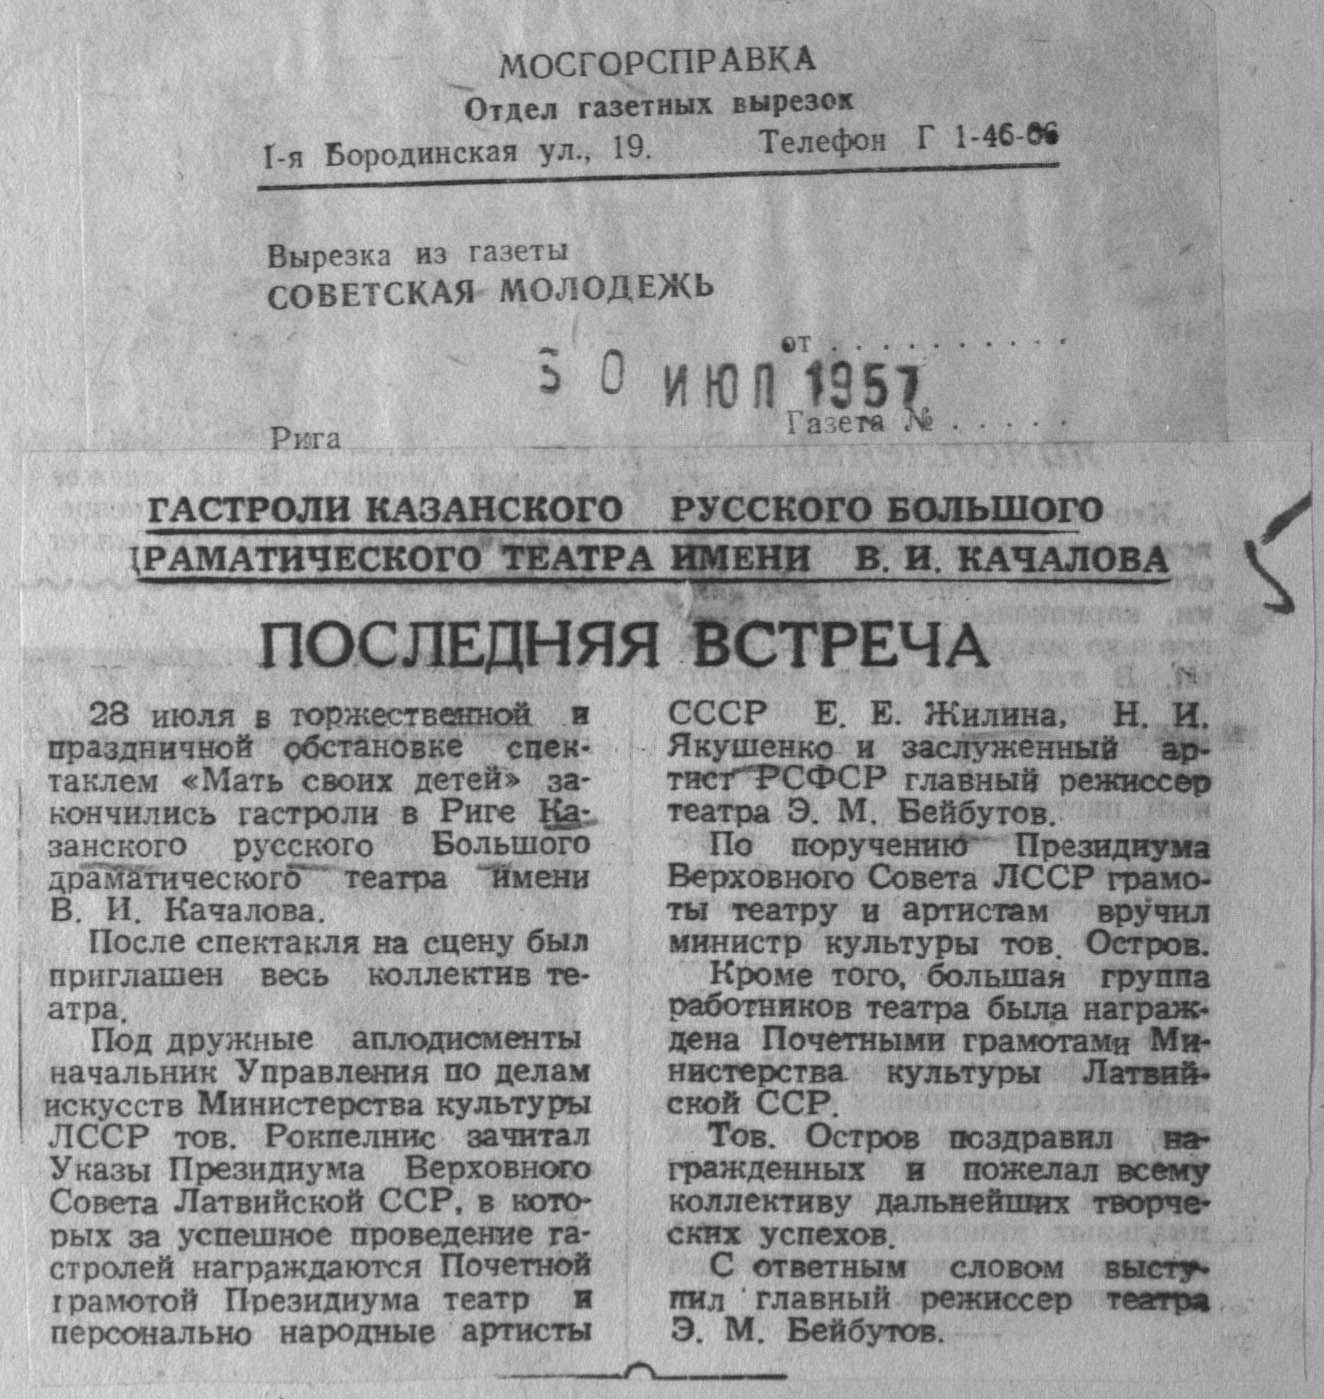 МОСГОРСПРАВКА
Отдел газетных вырезок
1-я Бородинская ул., 19. Телефон Г 1-46-66
Вырезка из газеты
СОВЕТСКАЯ МОЛОДЕЖЬ
от . . . . . . . . . .
30 ИЮЛ 1957
Рига Газета № . . . . .
ГАСТРОЛИ КАЗАНСКОГО РУССКОГО БОЛЬШОГО
ДРАМАТИЧЕСКОГО ТЕАТРА ИМЕНИ В. И. КАЧАЛОВА
ПОСЛЕДНЯЯ ВСТРЕЧА
28 июля в торжественной и
праздничной обстановке спек-
таклем «Мать своих детей» за-
кончились гастроли в Риге Ка-
занского русского Большого
драматического театра имени
В. И. Качалова.
После спектакля на сцену был
приглашен весь коллектив те-
атра.
Под дружные аплодисменты
начальник Управления по делам
искусств Министерства культуры
ЛССР тов. Рокпелнис зачитал
Указы Президиума Верховного
Совета Латвийской ССР, в кото-
рых за успешное проведение га-
стролей награждаются Почетной
грамотой Президиума театр и
персонально народные артисты
СССР Е. Е. Жилина, Н. И.
Якушенко и заслуженный ар-
тист РСФСР главный режиссер
театра Э. М. Бейбутов.
По поручению Президиума
Верховного Совета ЛССР грамо-
ты театру и артистам вручил
министр культуры тов. Остров.
Кроме того, большая группа
работников театра была награж-
дена Почетными грамотами Ми-
нистерства культуры Латвий-
ской ССР.
Тов. Остров поздравил на-
гражденных и пожелал всему
коллективу дальнейших творче-
ских успехов.
С ответным словом высту-
пил главный режиссер театра
Э. М. Бейбутов.